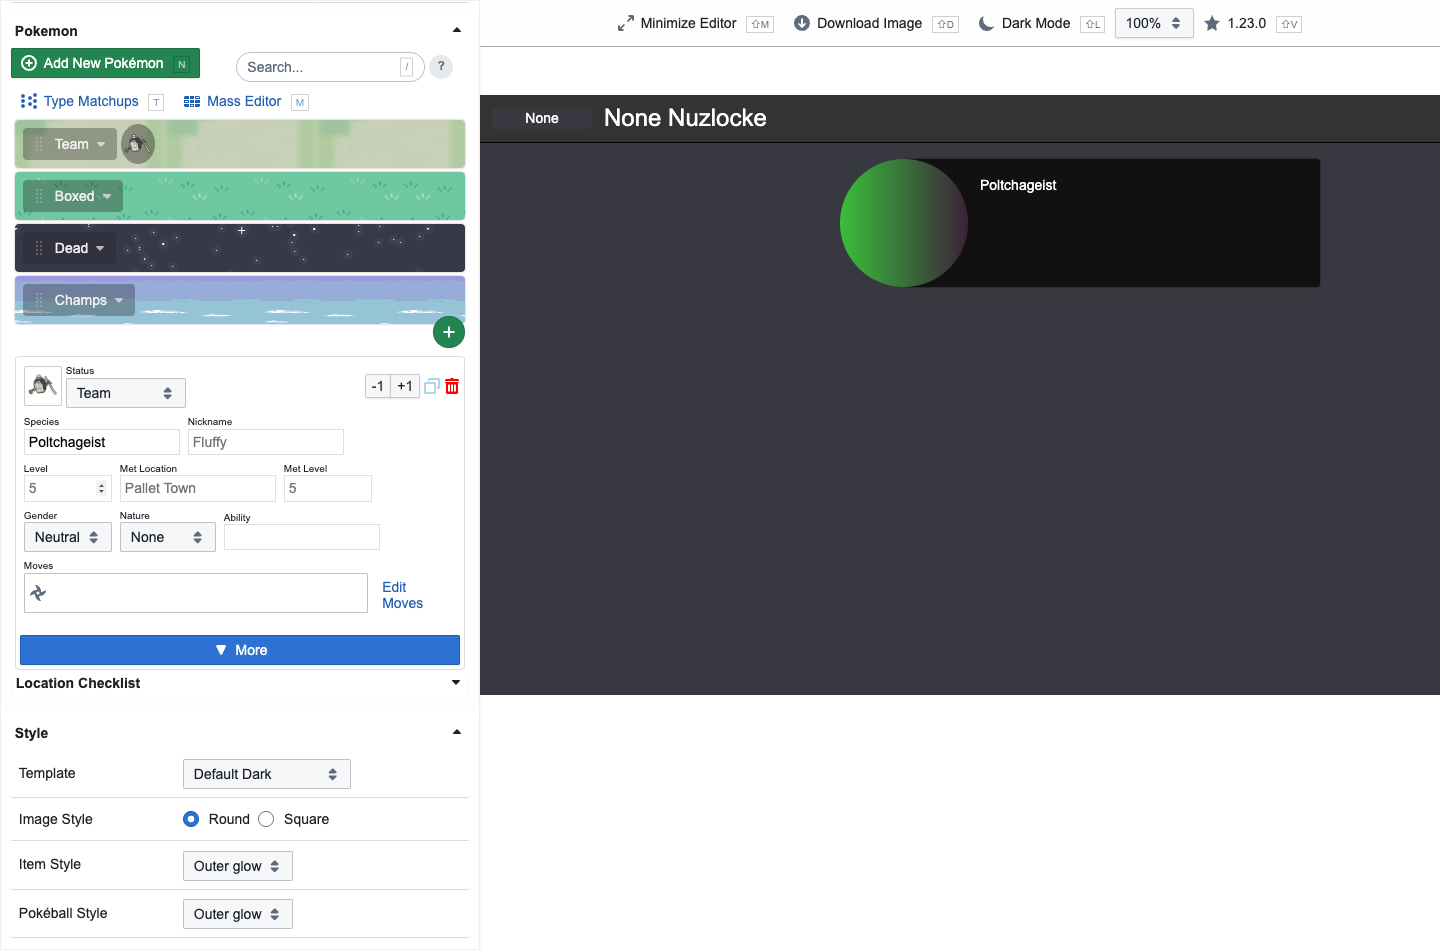 Pokemon
Add New Pokémon N
Search... /
?
Type Matchups T
Mass Editor M
Team
Boxed
Dead
Champs
Status
Team
-1
+1
Species
Nickname
Poltchageist
Fluffy
Level
Met Location
Met Level
5
Pallet Town
5
Gender
Nature
Ability
Neutral
None
Moves
Edit
Moves
More
Location Checklist
Style
Template
Default Dark
Image Style
Round
Square
Item Style
Outer glow
Pokéball Style
Outer glow
Minimize Editor ⇧M
Download Image ⇧D
Dark Mode ⇧L
100%
1.23.0 ⇧V
None
None Nuzlocke
Poltchageist